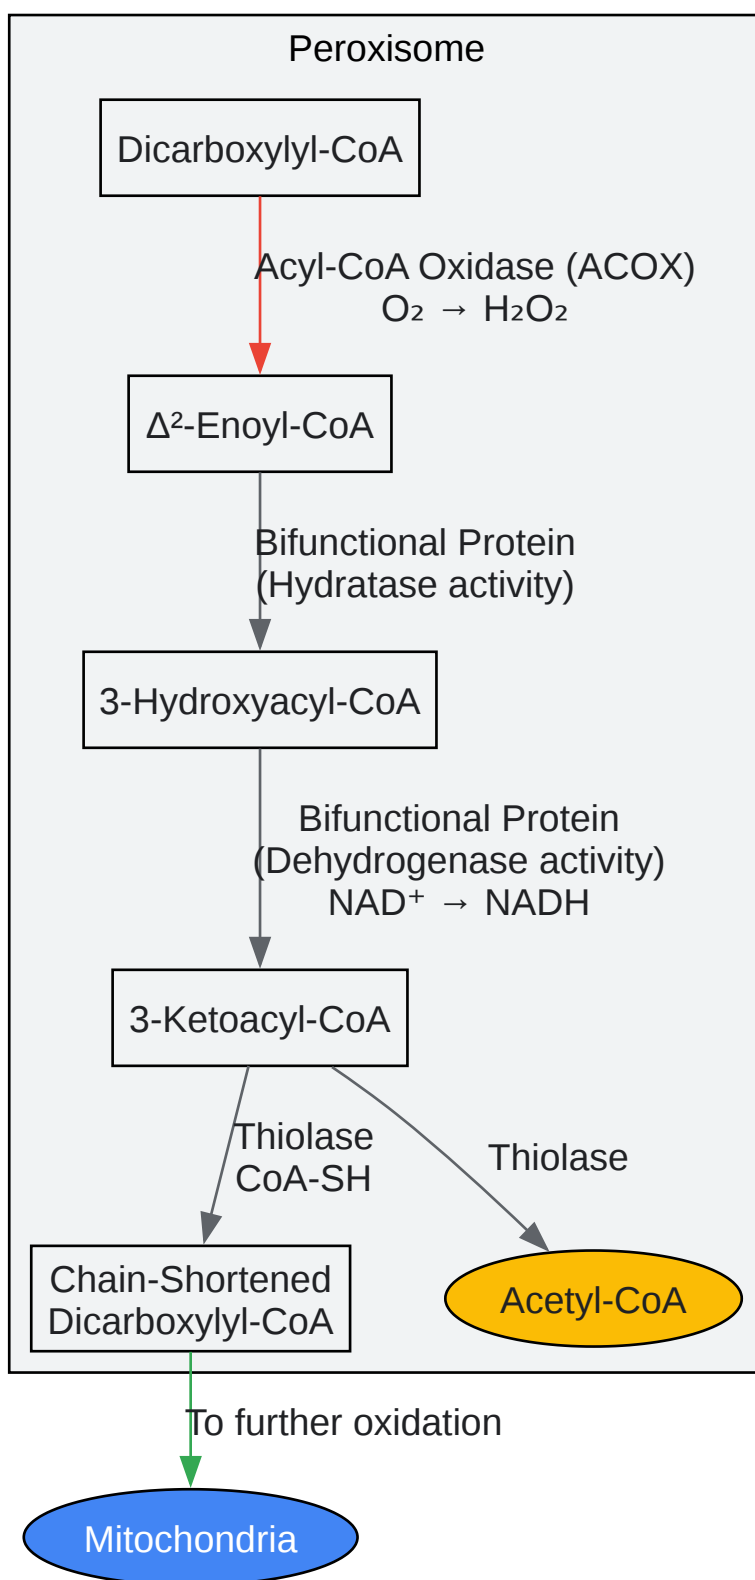 Peroxisome
Dicarboxylyl-CoA
Acyl-CoA Oxidase (ACOX)
O₂ → H₂O₂
Δ²-Enoyl-CoA
Bifunctional Protein
(Hydratase activity)
3-Hydroxyacyl-CoA
Bifunctional Protein
(Dehydrogenase activity)
NAD⁺ → NADH
3-Ketoacyl-CoA
Thiolase
CoA-SH
Thiolase
Chain-Shortened
Dicarboxylyl-CoA
Acetyl-CoA
To further oxidation
Mitochondria